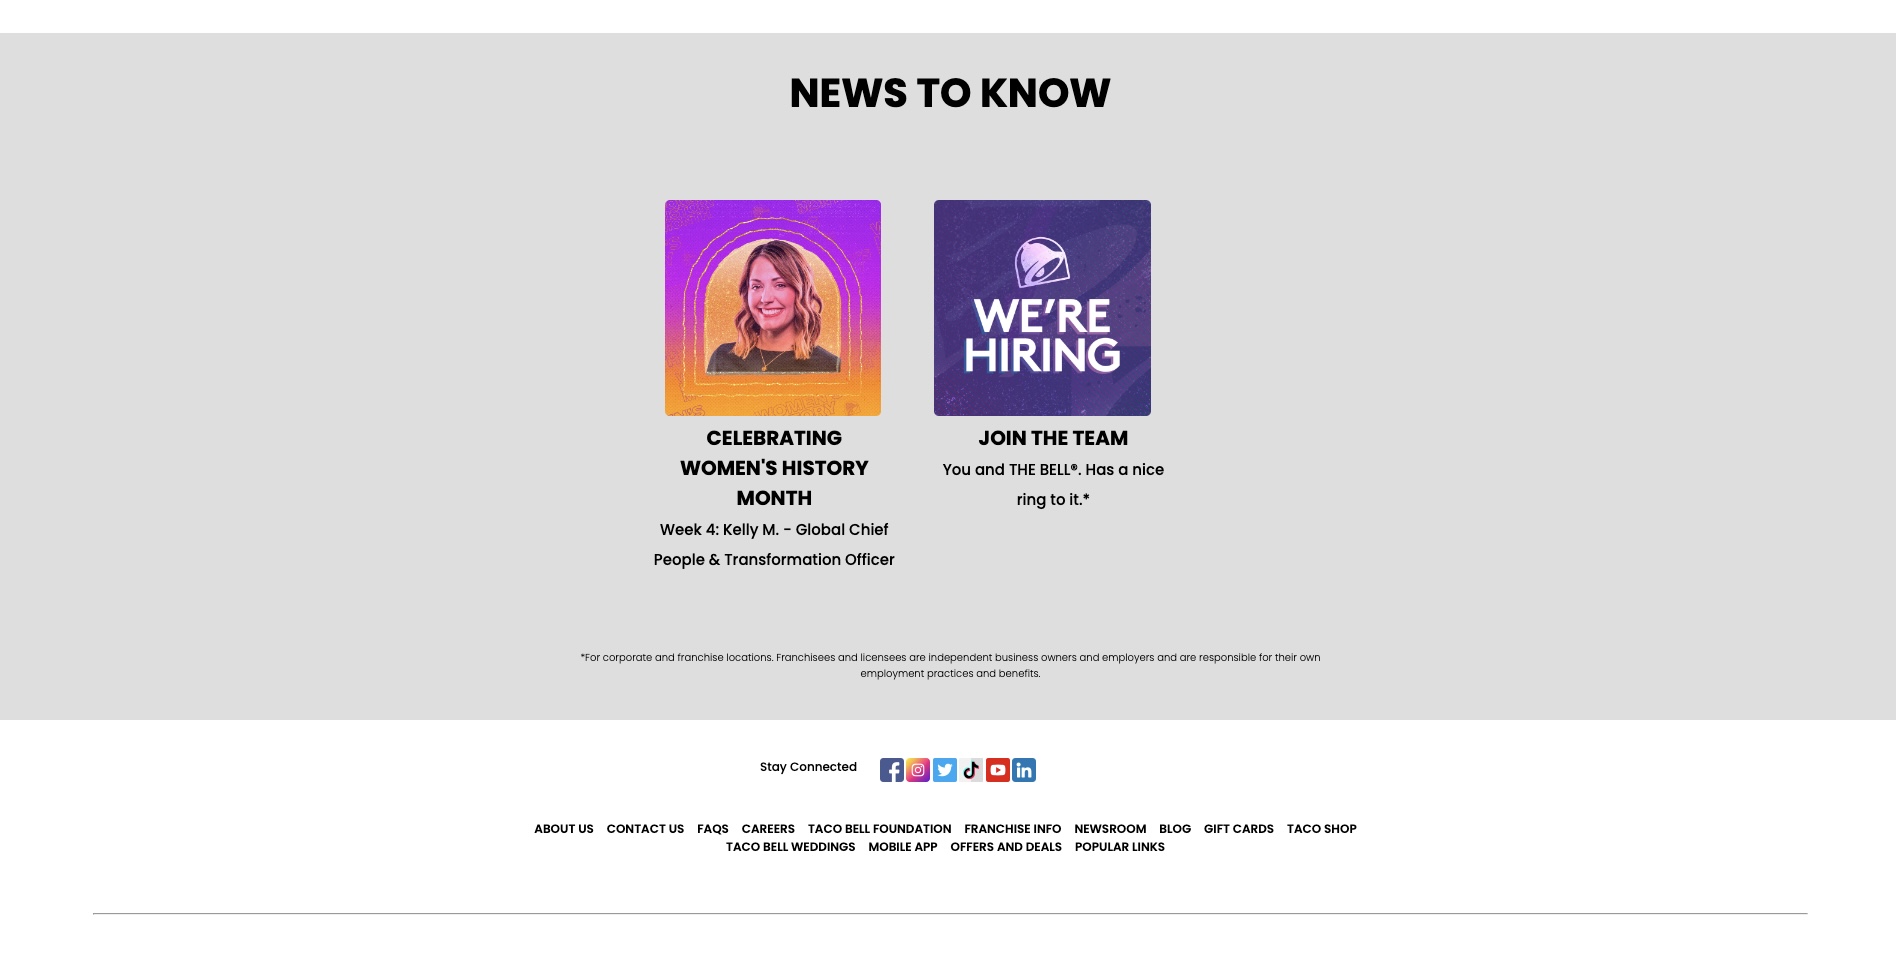 NEWS TO KNOW
WE'RE
HIRING
CELEBRATING
WOMEN'S HISTORY
MONTH
Week 4: Kelly M. - Global Chief
People & Transformation Officer
JOIN THE TEAM
You and THE BELL®. Has a nice
ring to it.*
*For corporate and franchise locations. Franchisees and licensees are independent business owners and employers and are responsible for their own
employment practices and benefits.
Stay Connected
ABOUT US CONTACT US FAQS CAREERS TACO BELL FOUNDATION FRANCHISE INFO NEWSROOM BLOG GIFT CARDS TACO SHOP
TACO BELL WEDDINGS MOBILE APP OFFERS AND DEALS POPULAR LINKS